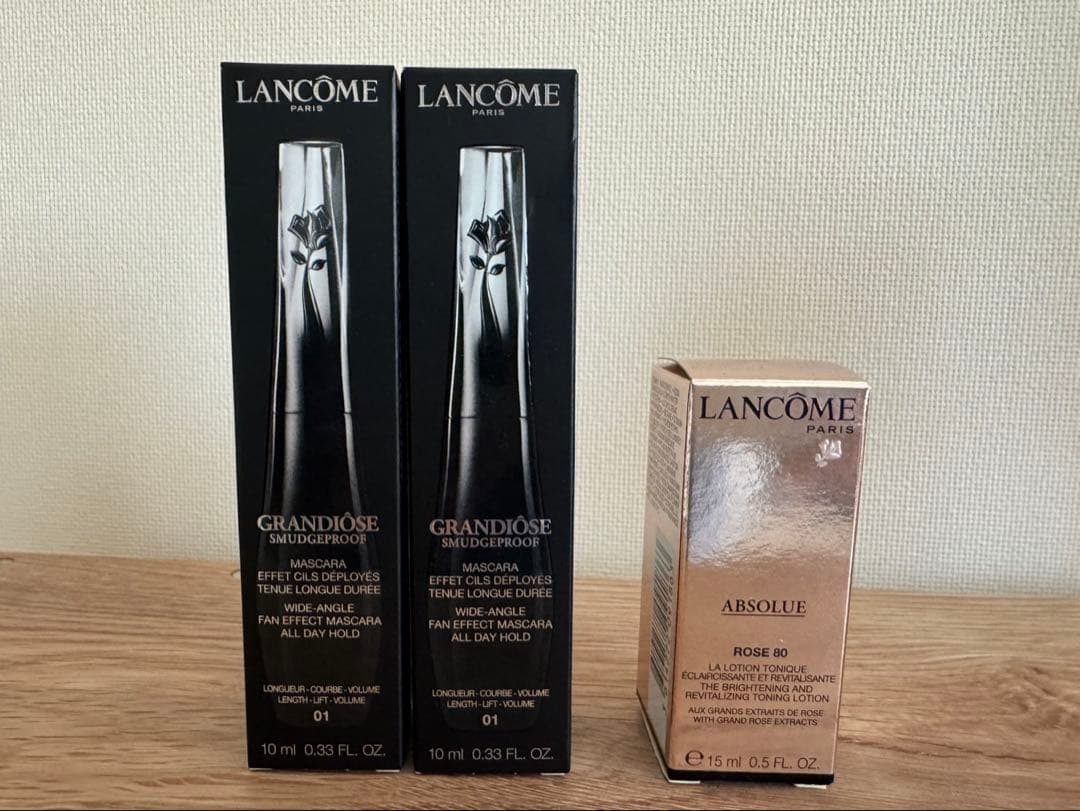 LANCÔME
PARIS
GRANDIÔSE
SMUDGEPROOF
MASCARA
EFFET CILS DÉPLOYÉS
TENUE LONGUE DURÉE
WIDE-ANGLE
FAN EFFECT MASCARA
ALL DAY HOLD
LONGUEUR - COURBE - VOLUME
LENGTH - LIFT - VOLUME
01
10 ml 0.33 FL. OZ.
LANCÔME
PARIS
GRANDIÔSE
SMUDGEPROOF
MASCARA
EFFET CILS DÉPLOYÉS
TENUE LONGUE DURÉE
WIDE-ANGLE
FAN EFFECT MASCARA
ALL DAY HOLD
LONGUEUR - COURBE - VOLUME
LENGTH - LIFT - VOLUME
01
10 ml 0.33 FL. OZ.
LANCÔME
PARIS
ABSOLUE
ROSE 80
LA LOTION TONIQUE
ÉCLAIRCISSANTE ET REVITALISANTE
THE BRIGHTENING AND
REVITALIZING TONING LOTION
AUX GRANDS EXTRAITS DE ROSE
WITH GRAND ROSE EXTRACTS
℮ 15 ml 0.5 FL. OZ.